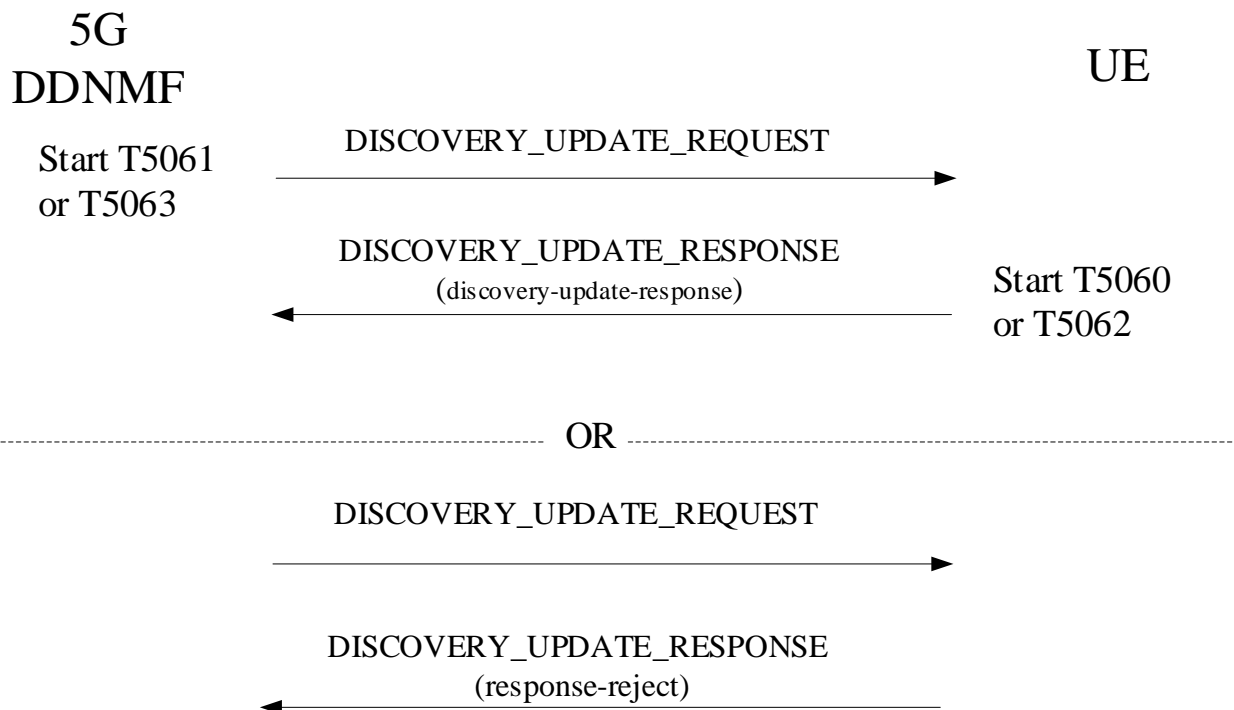 5G
DDNMF
UE
DISCOVERY_UPDATE_REQUEST
Start T5061
or T5063
DISCOVERY_UPDATE_RESPONSE
(discovery-update-response)
Start T5060
or T5062
OR
DISCOVERY_UPDATE_REQUEST
DISCOVERY_UPDATE_RESPONSE
(response-reject)